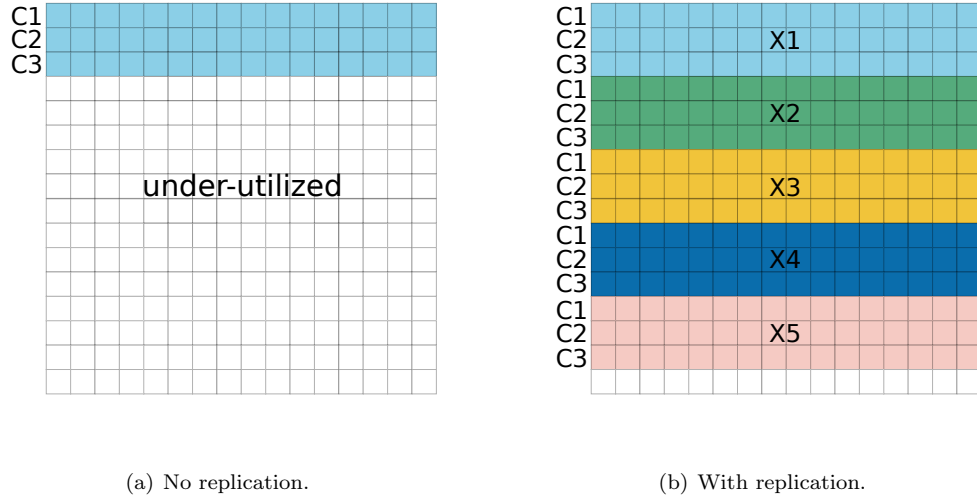 C1
C2
C3
under-utilized
(a) No replication.
C1
C2
C3
X1
C1
C2
C3
X2
C1
C2
C3
X3
C1
C2
C3
X4
C1
C2
C3
X5
(b) With replication.